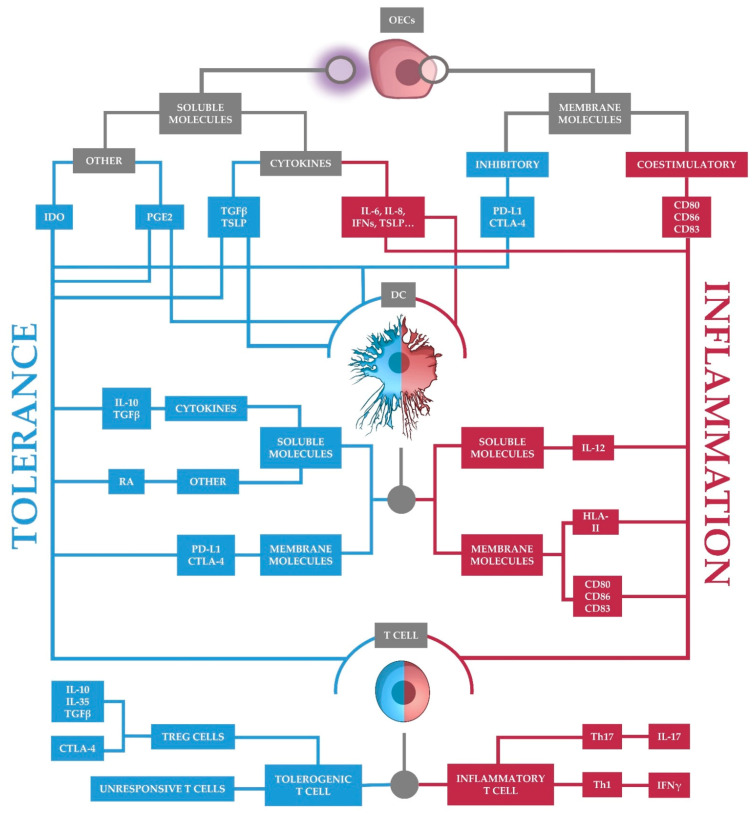 OECs
SOLUBLE
MOLECULES
MEMBRANE
MOLECULES
OTHER
CYTOKINES
INHIBITORY
COESTIMULATORY
IDO
PGE2
TGFβ
TSLP
IL-6, IL-8,
IFNs, TSLP...
PD-L1
CTLA-4
CD80
CD86
CD83
DC
TOLERANCE
INFLAMMATION
IL-10
TGFβ
CYTOKINES
SOLUBLE
MOLECULES
RA
OTHER
PD-L1
CTLA-4
MEMBRANE
MOLECULES
SOLUBLE
MOLECULES
IL-12
MEMBRANE
MOLECULES
HLA-
II
CD80
CD86
CD83
T CELL
IL-10
IL-35
TGFβ
CTLA-4
TREG CELLS
UNRESPONSIVE T CELLS
TOLEROGENIC
T CELL
INFLAMMATORY
T CELL
Th17
IL-17
Th1
IFNγ